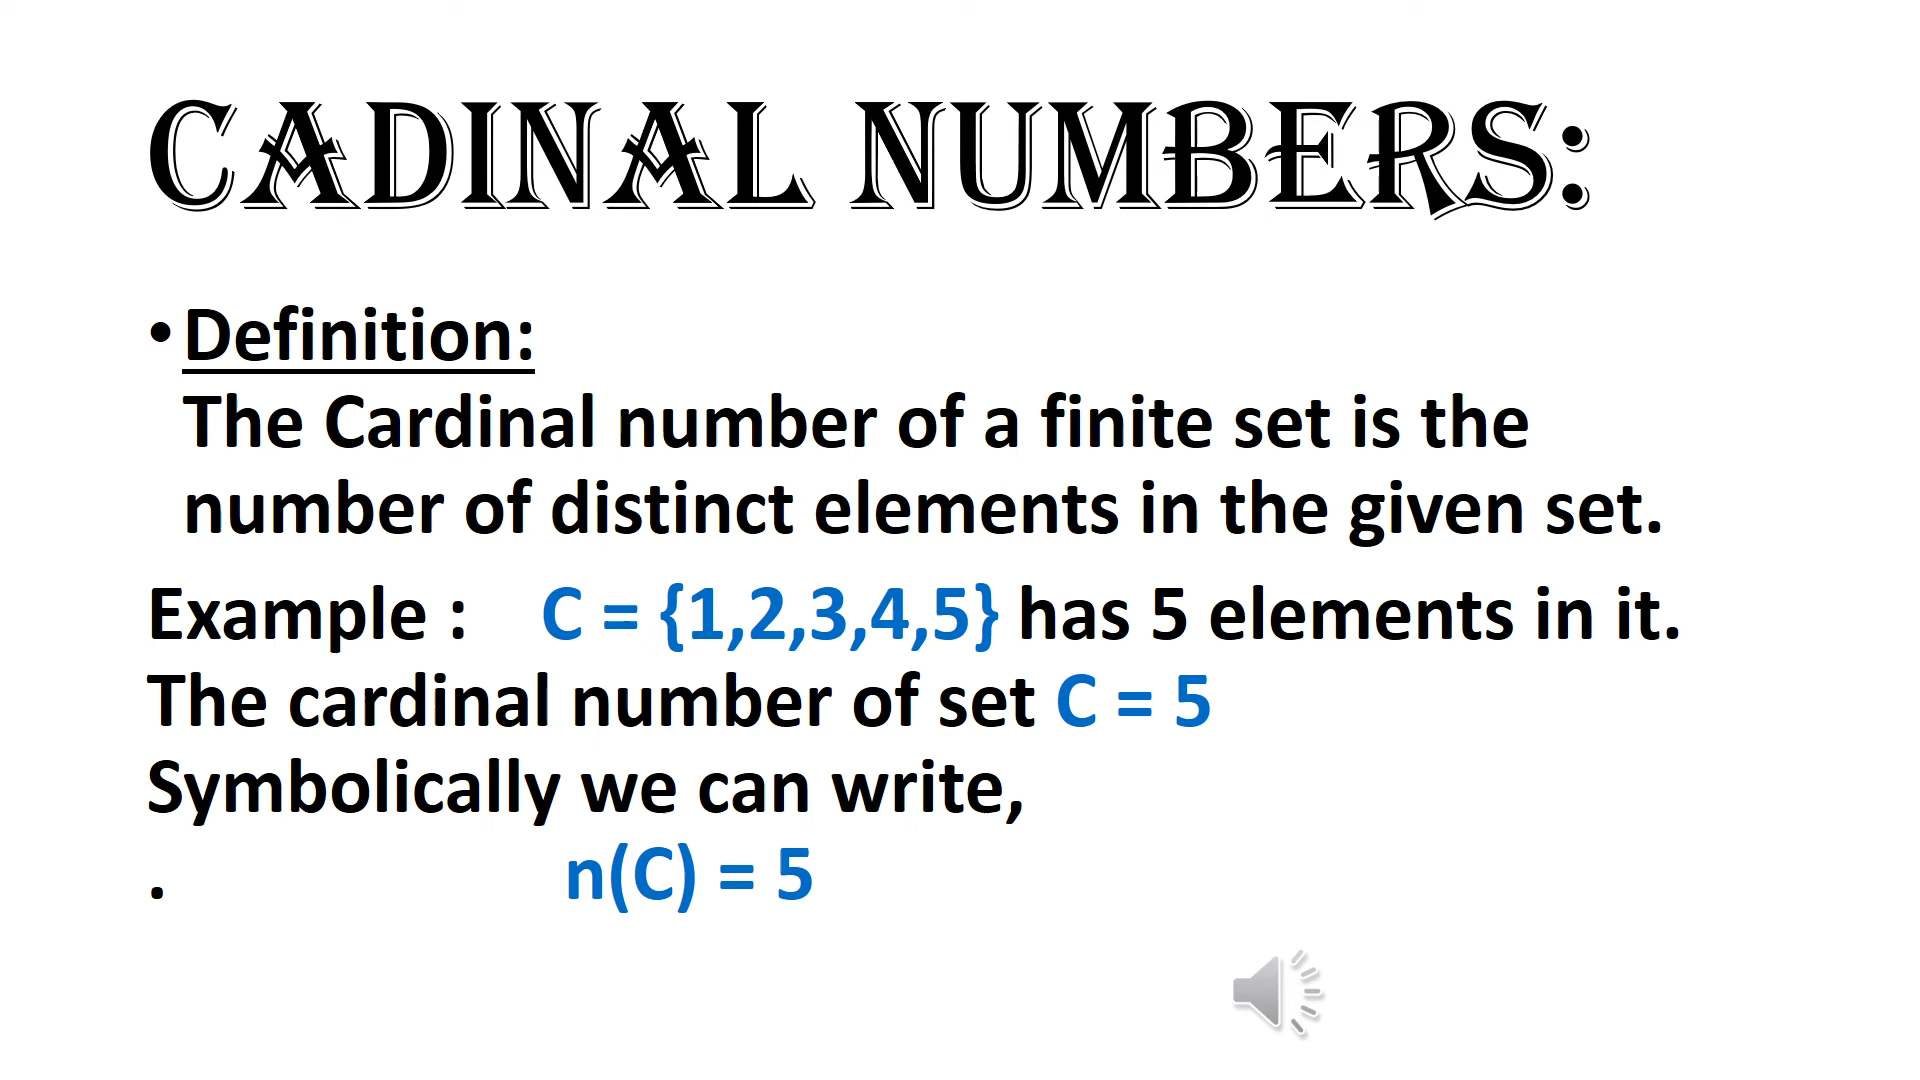 CADINAL NUMBERS:
• Definition:
The Cardinal number of a finite set is the
number of distinct elements in the given set.
Example : C = {1,2,3,4,5} has 5 elements in it.
The cardinal number of set C = 5
Symbolically we can write,
. n(C) = 5